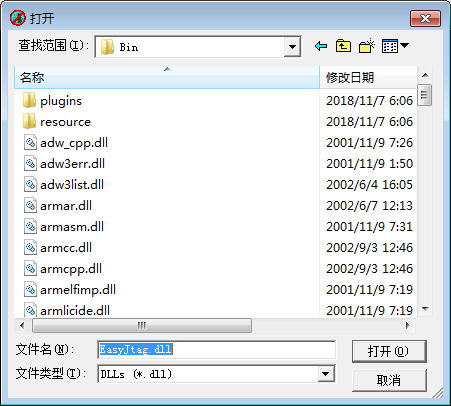 打开
查找范围(I): Bin
名称 修改日期
plugins 2018/11/7 6:06
resource 2018/11/7 6:06
adw_cpp.dll 2001/11/9 7:26
adw3err.dll 2001/11/9 1:50
adw3list.dll 2002/6/4 16:05
armar.dll 2002/6/7 12:13
armasm.dll 2001/11/9 7:31
armcc.dll 2002/9/3 12:46
armcpp.dll 2002/9/3 12:46
armelfimp.dll 2001/11/9 7:19
armlicide.dll 2001/11/9 7:19
文件名(N): EasyJtag.dll 打开(O)
文件类型(T): DLLs (*.dll) 取消